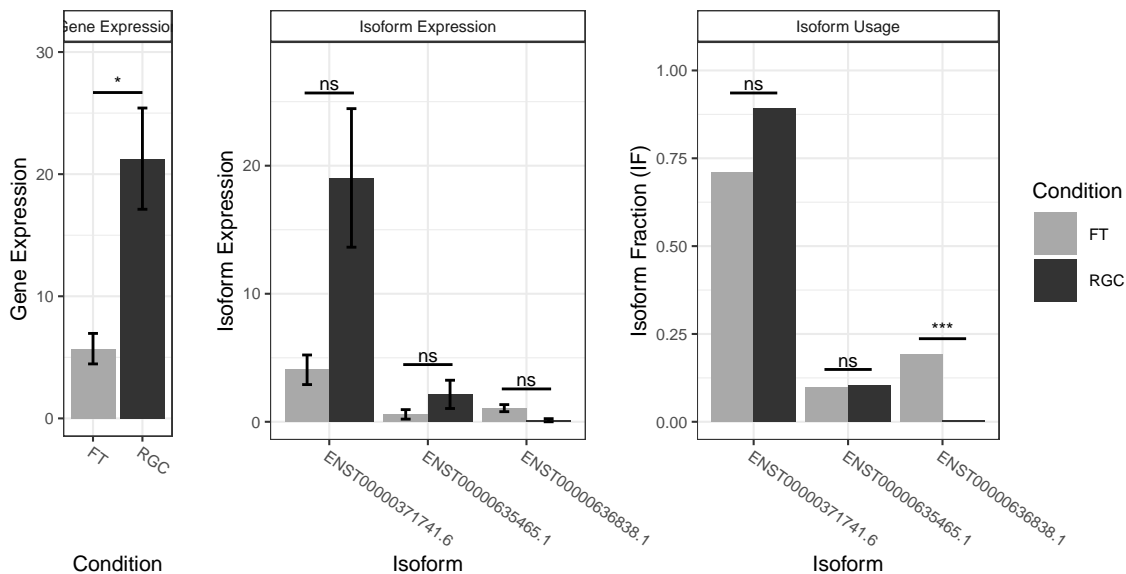 Gene Expression
Isoform Expression
Isoform Usage
Gene Expression
30
20
10
0
*
FT
RGC
Condition
Isoform Expression
20
10
0
ns
ns
ns
ENST00000371741.6
ENST00000635465.1
ENST00000636838.1
Isoform
Isoform Fraction (IF)
1.00
0.75
0.50
0.25
0.00
ns
ns
***
ENST00000371741.6
ENST00000635465.1
ENST00000636838.1
Isoform
Condition
FT
RGC